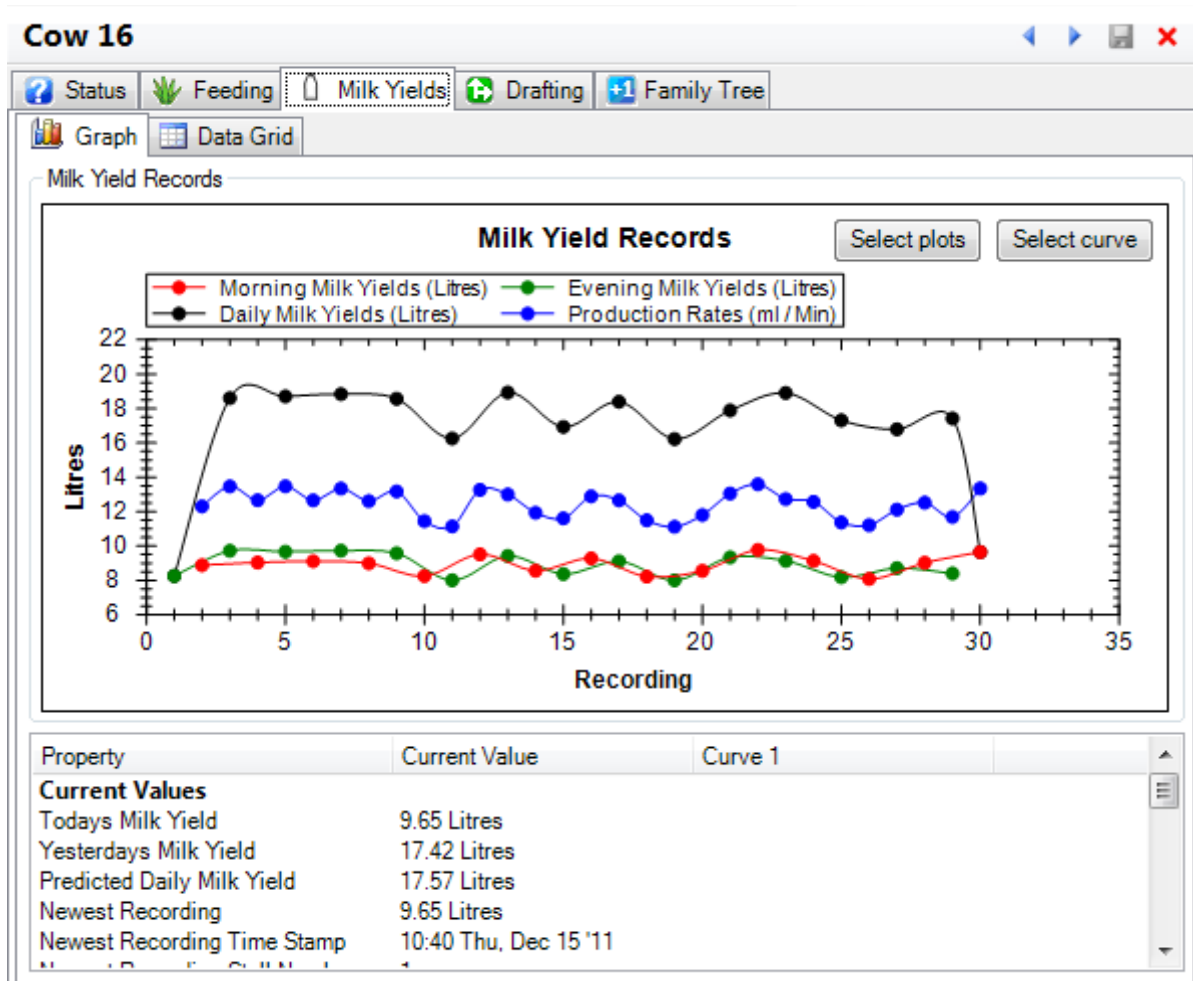 Cow 16
Status Feeding Milk Yields Drafting +1 Family Tree
Graph Data Grid
Milk Yield Records
Milk Yield Records Select plots Select curve
Morning Milk Yields (Litres) Evening Milk Yields (Litres)
Daily Milk Yields (Litres) Production Rates (ml / Min)
22
20
18
16
14
12
10
8
6
Litres
0 5 10 15 20 25 30 35
Recording
Property Current Value Curve 1
Current Values
Todays Milk Yield 9.65 Litres
Yesterdays Milk Yield 17.42 Litres
Predicted Daily Milk Yield 17.57 Litres
Newest Recording 9.65 Litres
Newest Recording Time Stamp 10:40 Thu, Dec 15 '11